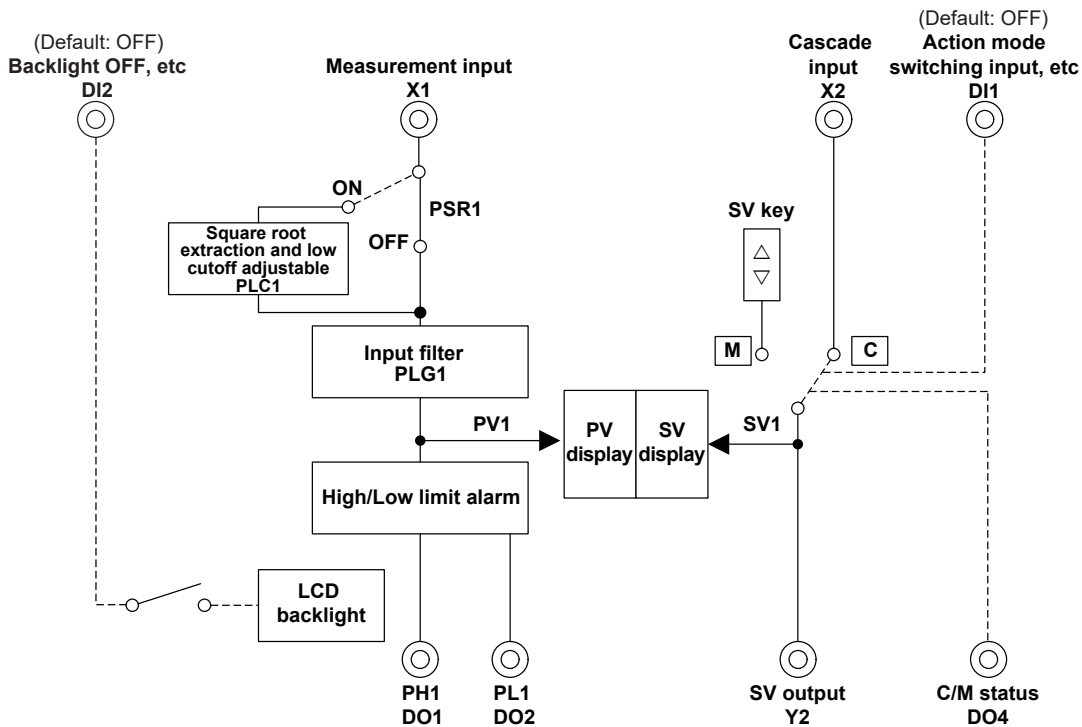 (Default: OFF)
Backlight OFF, etc
DI2
Measurement input
X1
Cascade
input
X2
(Default: OFF)
Action mode
switching input, etc
DI1
ON
PSR1
OFF
Square root
extraction and low
cutoff adjustable
PLC1
SV key
Input filter
PLG1
M
C
PV1
PV
display
SV
display
SV1
High/Low limit alarm
LCD
backlight
PH1
DO1
PL1
DO2
SV output
Y2
C/M status
DO4